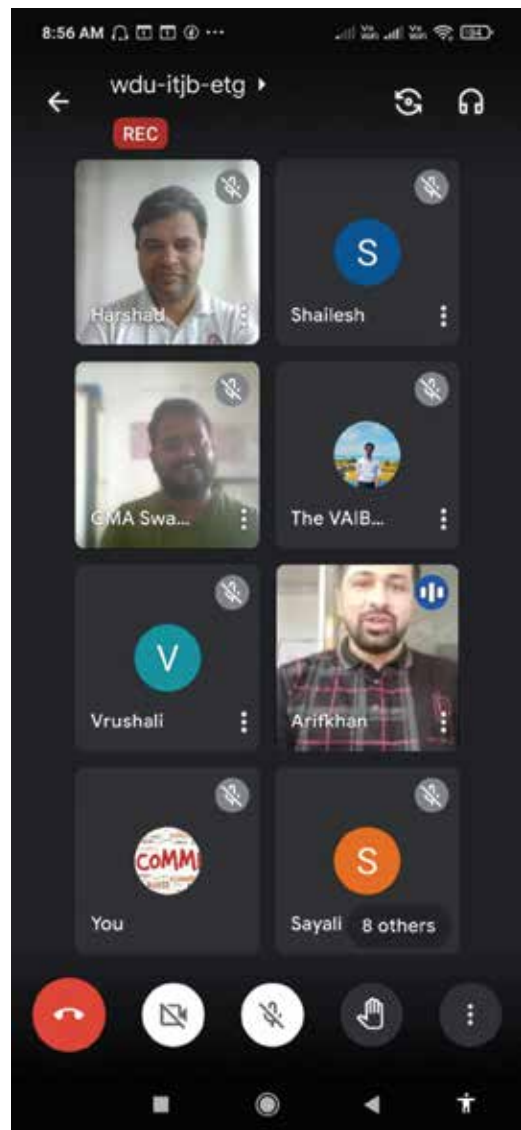 8:56 AM
wdu-itjb-etg
REC
Harshad
S
Shailesh
CMA Swa...
The VAIB...
V
Vrushali
Arifkhan
COMM
You
S
Sayali
8 others